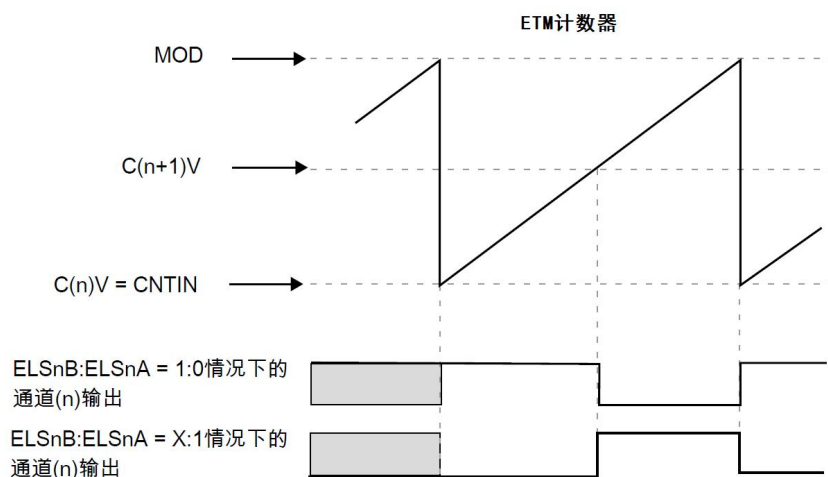 ETM计数器
MOD
C(n+1)V
C(n)V = CNTIN
ELSnB:ELSnA = 1:0情况下的
通道(n)输出
ELSnB:ELSnA = X:1情况下的
通道(n)输出